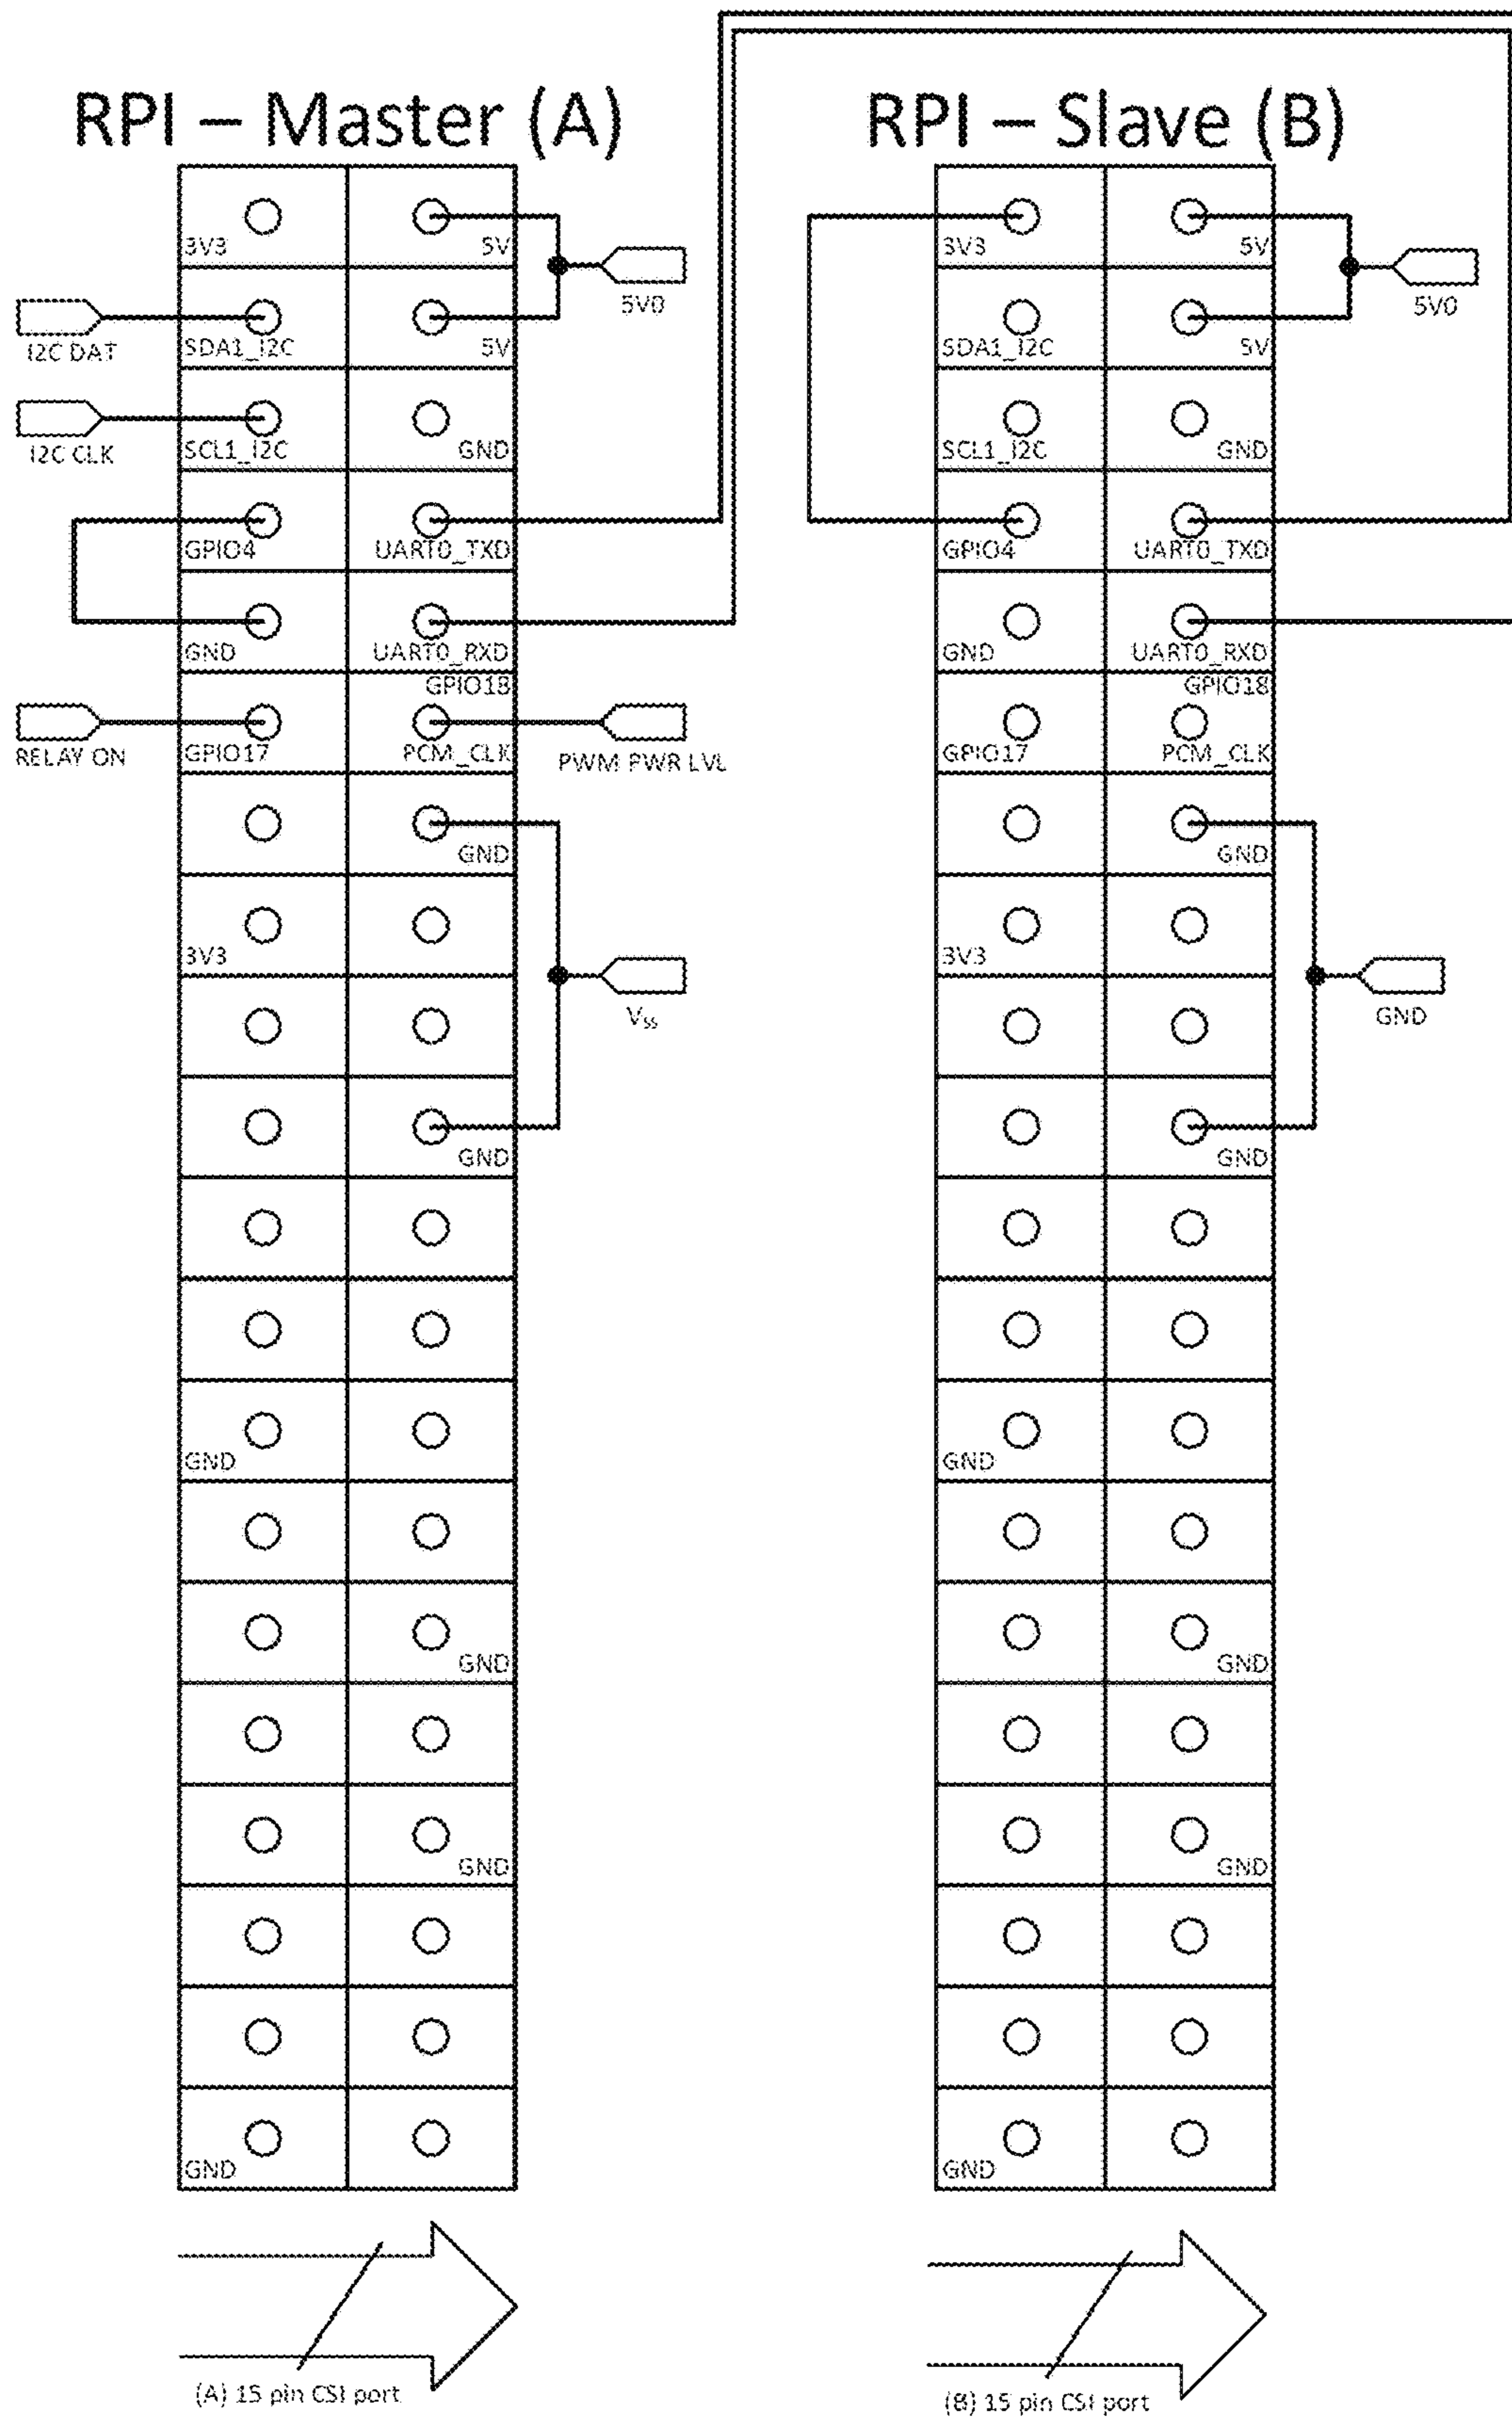 RPI – Master (A)
RPI – Slave (B)
3V3
5V
5V0
I2C DAT
SDA1_I2C
5V
I2C CLK
SCL1_I2C
GND
GPIO4
UART0_TXD
GND
UART0_RXD
GPIO18
RELAY ON
GPIO17
PCM_CLK
PWM PWR LVL
GND
3V3
Vss
GND
GND
GND
GND
GND
(A) 15 pin CSI port
3V3
5V
5V0
SDA1_I2C
5V
SCL1_I2C
GND
GPIO4
UART0_TXD
GND
UART0_RXD
GPIO18
GPIO17
PCM_CLK
GND
3V3
GND
GND
GND
GND
GND
GND
(B) 15 pin CSI port